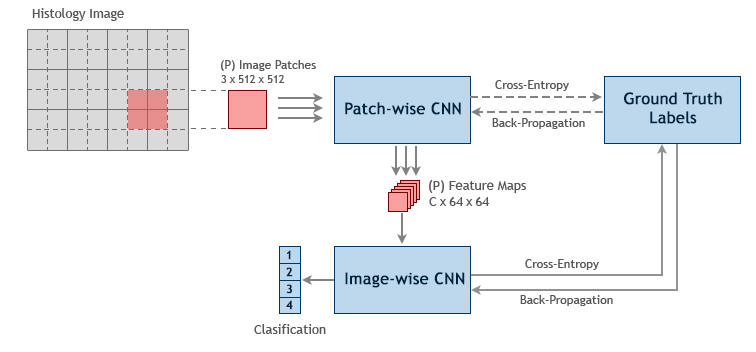 Histology Image
(P) Image Patches
3 x 512 x 512
Patch-wise CNN
Cross-Entropy
Back-Propagation
Ground Truth
Labels
(P) Feature Maps
C x 64 x 64
1
2
3
4
Image-wise CNN
Cross-Entropy
Back-Propagation
Clasification